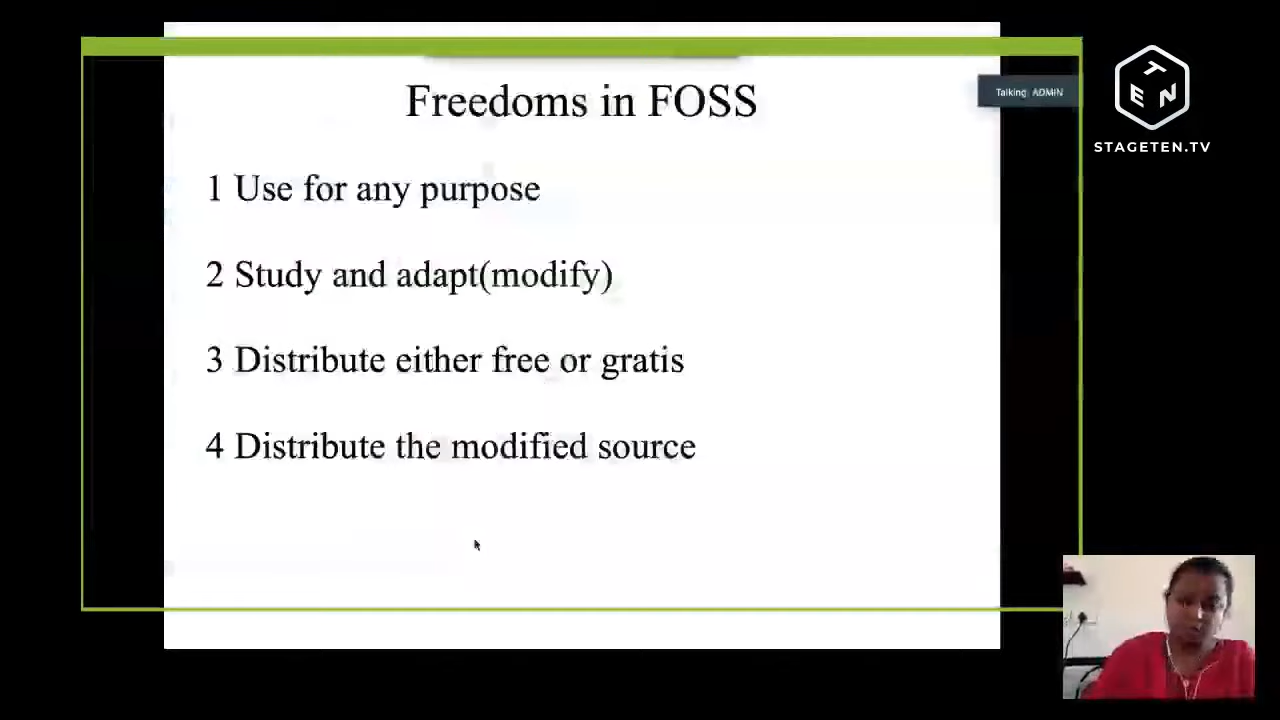 Freedoms in FOSS
Talking: ADMIN
T
EN
STAGETEN.TV
1 Use for any purpose
2 Study and adapt(modify)
3 Distribute either free or gratis
4 Distribute the modified source